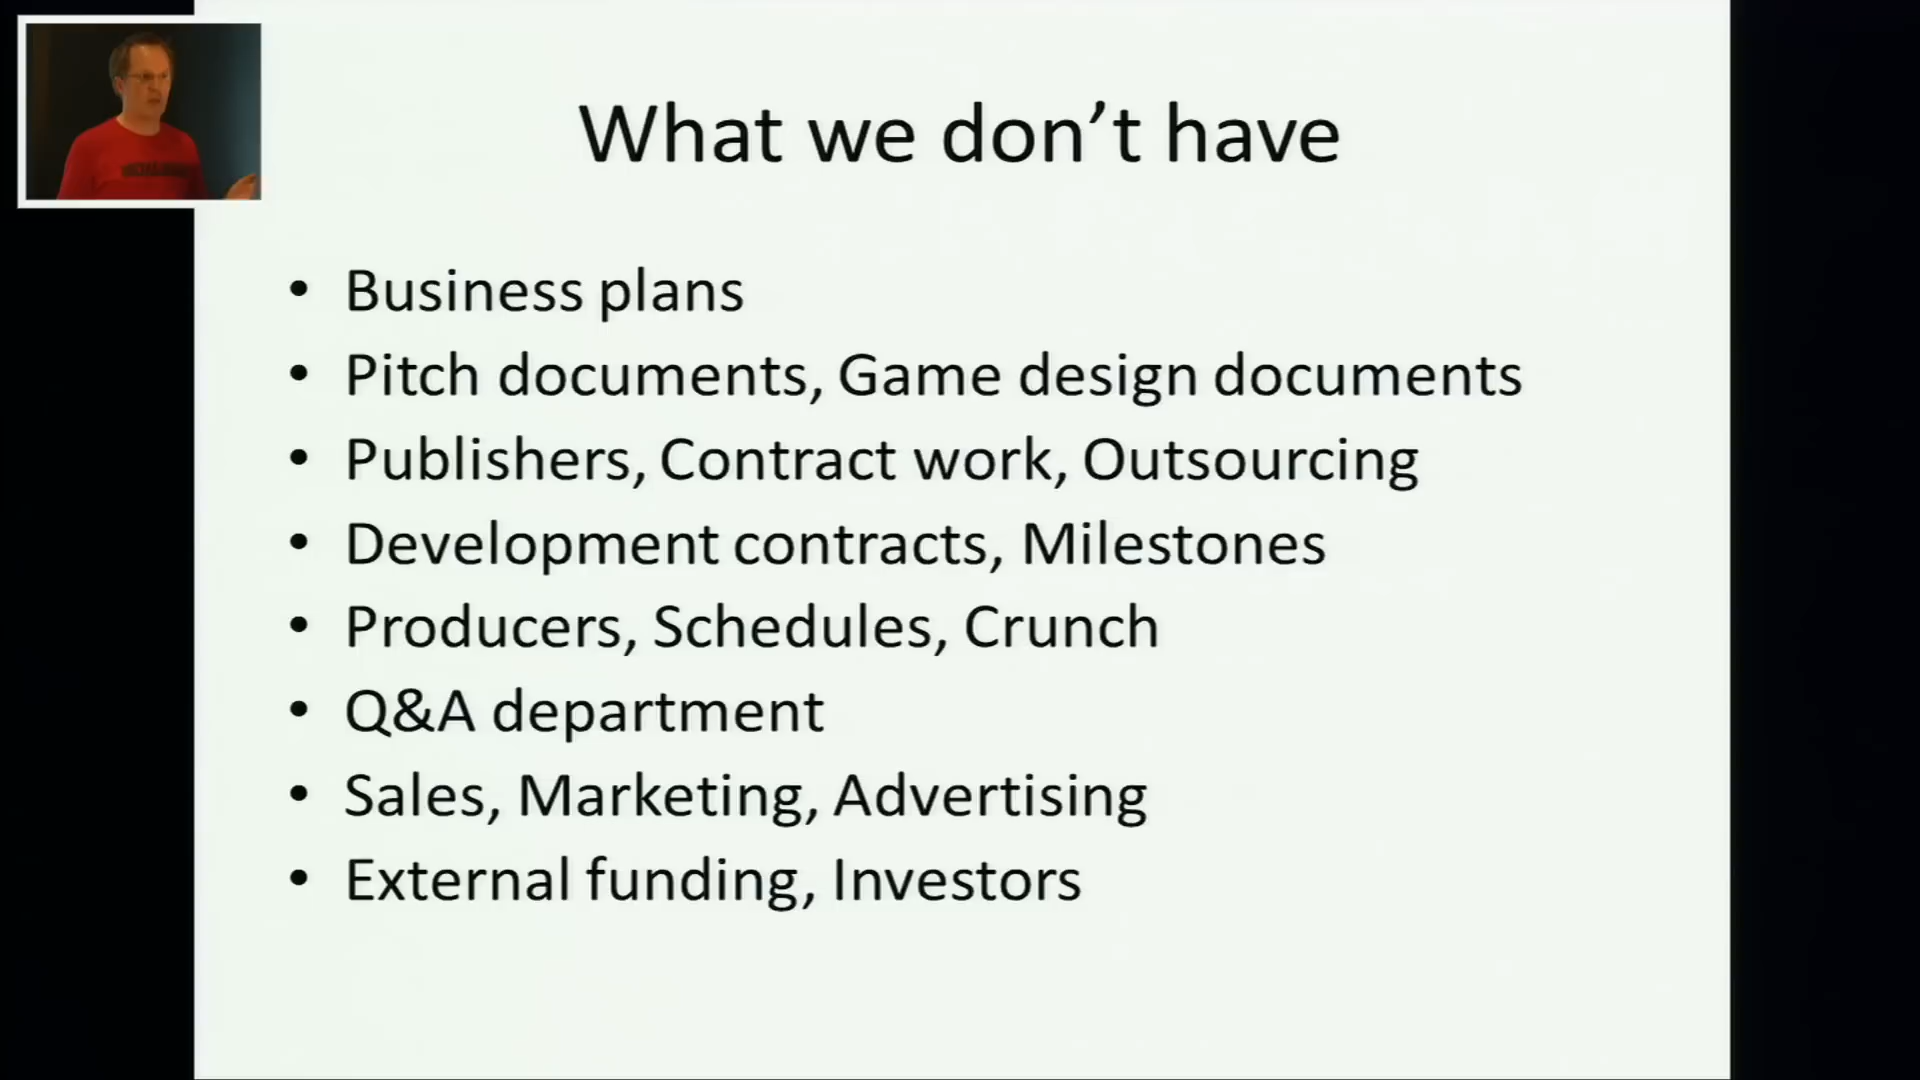 What we don’t have
• Business plans
• Pitch documents, Game design documents
• Publishers, Contract work, Outsourcing
• Development contracts, Milestones
• Producers, Schedules, Crunch
• Q&A department
• Sales, Marketing, Advertising
• External funding, Investors